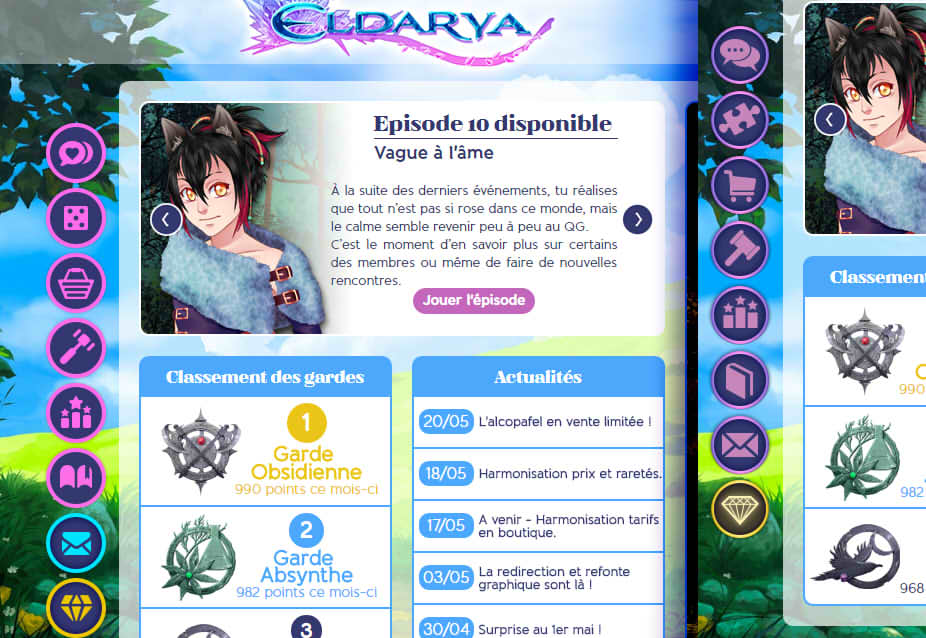 ELDARYA
Episode 10 disponible
Vague à l'âme
À la suite des derniers événements, tu réalises
que tout n'est pas si rose dans ce monde, mais
le calme semble revenir peu à peu au QG.
C'est le moment d'en savoir plus sur certains
des membres ou même de faire de nouvelles
rencontres.
Jouer l'épisode
Classement des gardes
1
Garde
Obsidienne
990 points ce mois-ci
2
Garde
Absynthe
982 points ce mois-ci
3
Actualités
20/05 L'alcopafel en vente limitée !
18/05 Harmonisation prix et raretés.
17/05 A venir - Harmonisation tarifs
en boutique.
03/05 La redirection et refonte
graphique sont là !
30/04 Surprise au 1er mai !
Classement
990
982
968